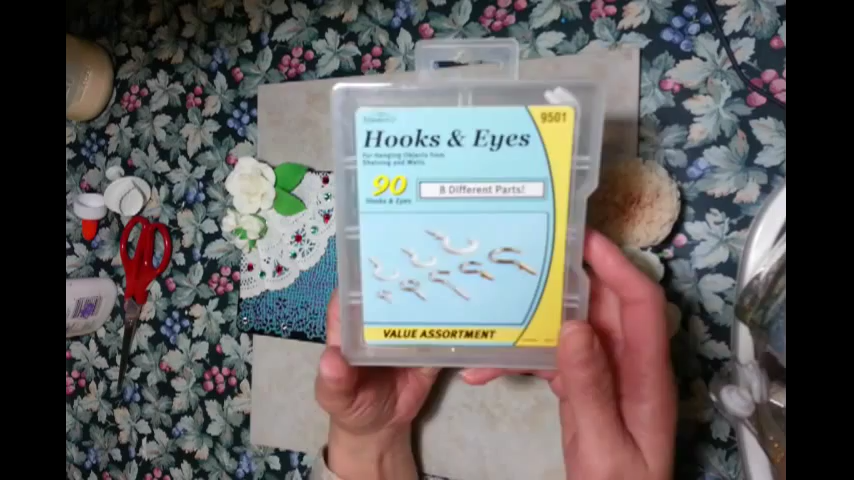 9501
Hooks & Eyes
For Hanging Objects from
Shelving and Walls
90
Hooks & Eyes
8 Different Parts!
VALUE ASSORTMENT